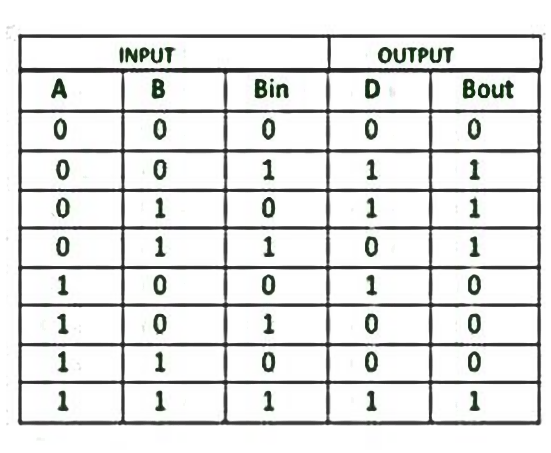 INPUT OUTPUT
A B Bin D Bout
0 0 0 0 0
0 0 1 1 1
0 1 0 1 1
0 1 1 0 1
1 0 0 1 0
1 0 1 0 0
1 1 0 0 0
1 1 1 1 1